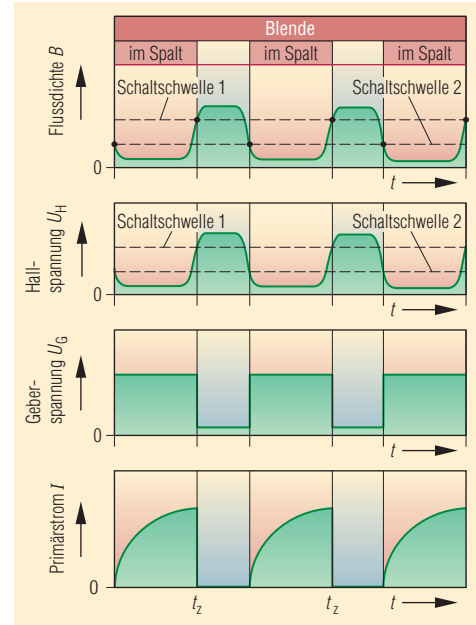 Blende
im Spalt im Spalt im Spalt
Flussdichte B
Schaltschwelle 1 Schaltschwelle 2
0
t
Hall-
spannung U_H
Schaltschwelle 1 Schaltschwelle 2
0
t
Geber-
spannung U_G
0
t
Primärstrom I
0
t_z t_z t